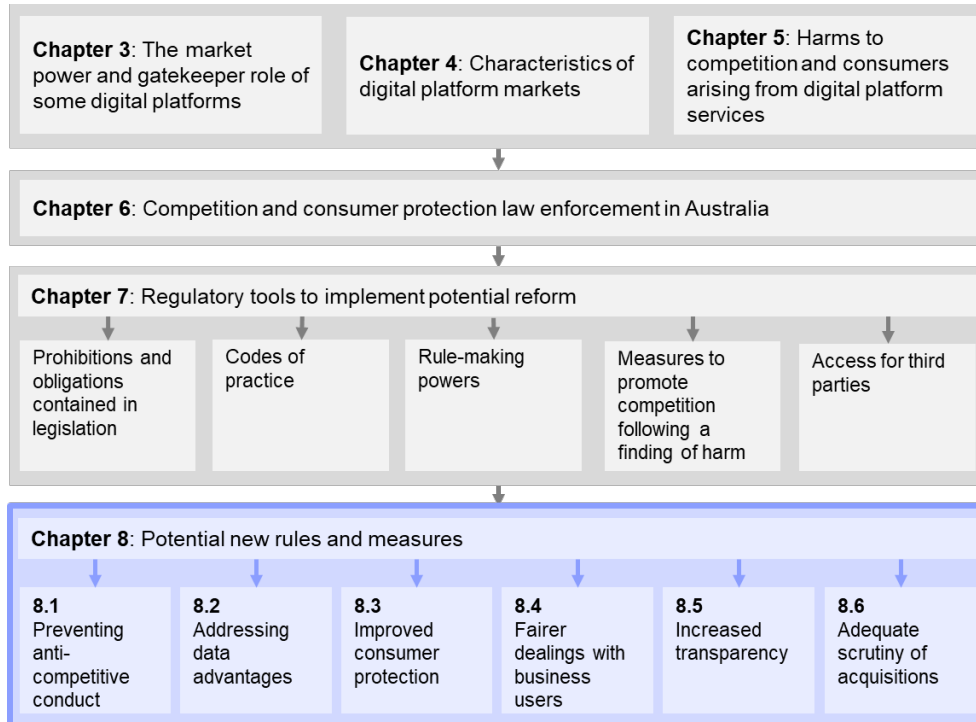 Chapter 3: The market
power and gatekeeper role of
some digital platforms
Chapter 4: Characteristics of
digital platform markets
Chapter 5: Harms to
competition and consumers
arising from digital platform
services
Chapter 6: Competition and consumer protection law enforcement in Australia
Chapter 7: Regulatory tools to implement potential reform
Prohibitions and
obligations
contained in
legislation
Codes of
practice
Rule-making
powers
Measures to
promote
competition
following a
finding of harm
Access for third
parties
Chapter 8: Potential new rules and measures
8.1
Preventing
anti-
competitive
conduct
8.2
Addressing
data
advantages
8.3
Improved
consumer
protection
8.4
Fairer
dealings with
business
users
8.5
Increased
transparency
8.6
Adequate
scrutiny of
acquisitions